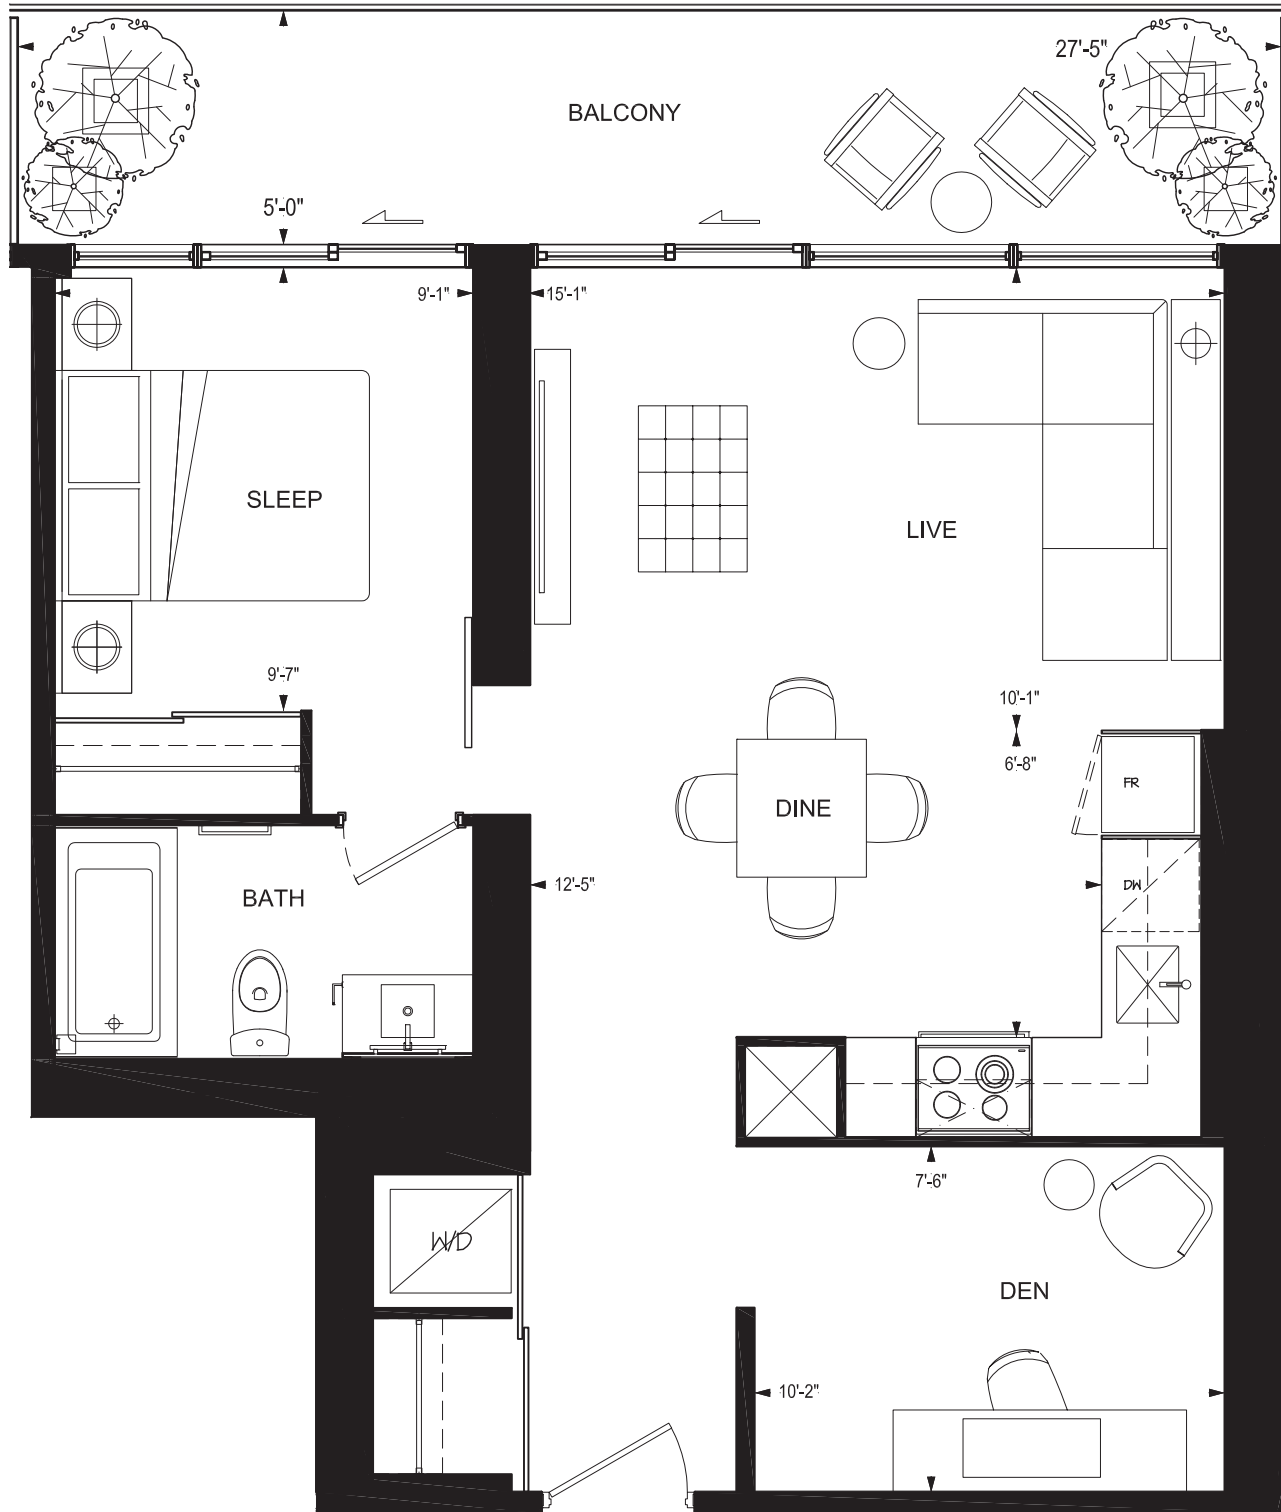 27'-5"
BALCONY
5'-0"
9'-1"
15'-1"
SLEEP
LIVE
9'-7"
10'-1"
6'-8"
FR
DINE
DW
12'-5"
BATH
7'-6"
W/D
DEN
10'-2"